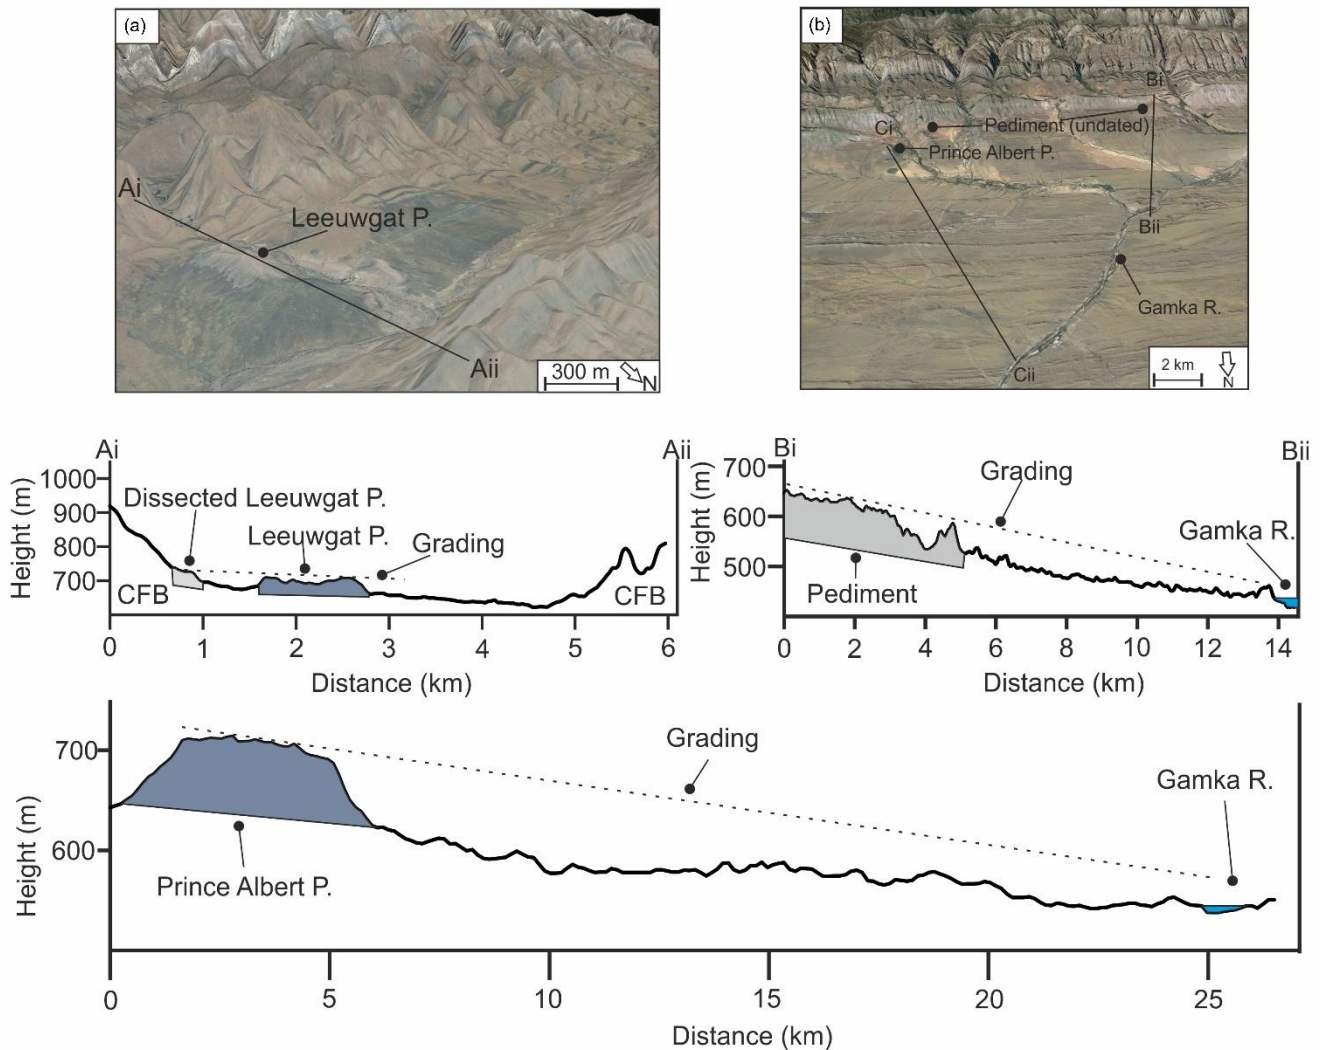 (a)
Ai
Leeuwgat P.
Aii
300 m
N
(b)
Bi
Ci
Pediment (undated)
Prince Albert P.
Bii
Gamka R.
Cii
2 km
N
Ai
Aii
Height (m)
1000
900
800
700
Dissected Leeuwgat P.
Leeuwgat P.
Grading
CFB
CFB
0 1 2 3 4 5 6
Distance (km)
Bi
Bii
Height (m)
700
600
500
Grading
Gamka R.
Pediment
0 2 4 6 8 10 12 14
Distance (km)
Height (m)
700
600
Grading
Gamka R.
Prince Albert P.
0 5 10 15 20 25
Distance (km)